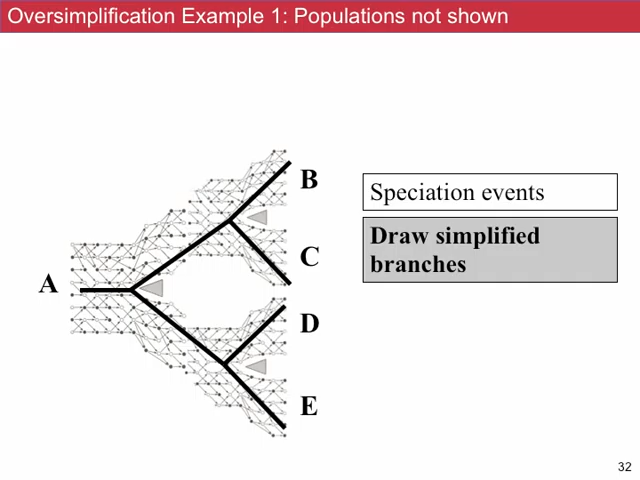 Oversimplification Example 1: Populations not shown
B
Speciation events
Draw simplified
branches
C
A
D
E
32